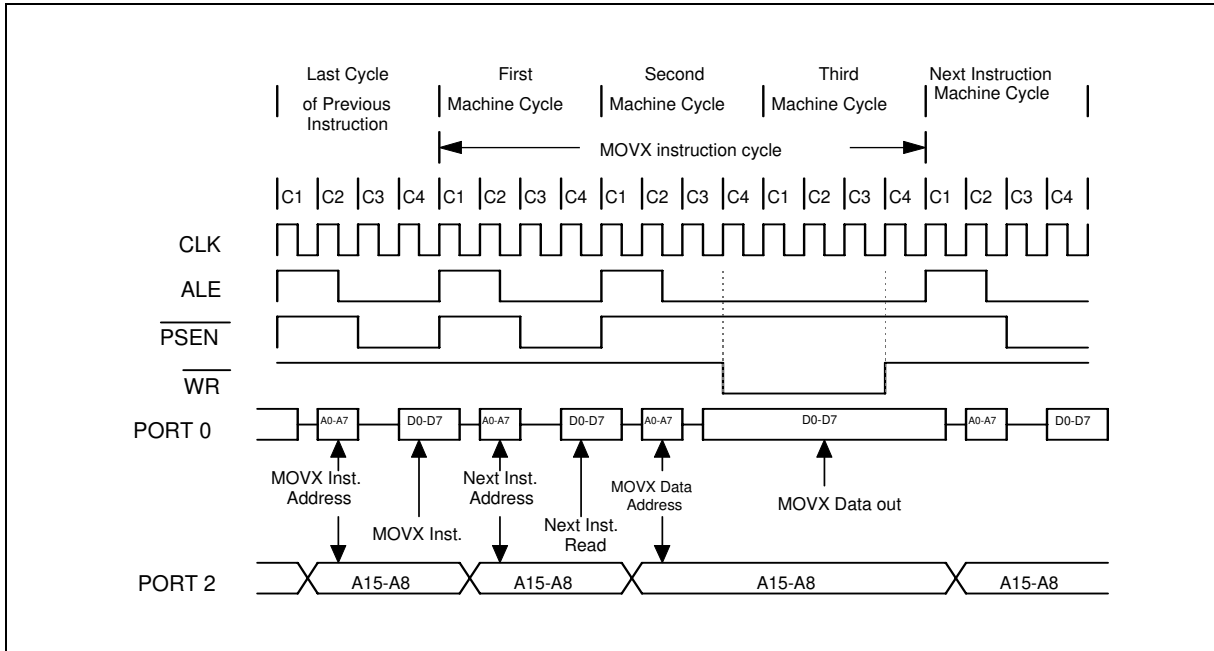 Last Cycle
of Previous
Instruction
First
Machine Cycle
Second
Machine Cycle
Third
Machine Cycle
Next Instruction
Machine Cycle
MOVX instruction cycle
C1 C2 C3 C4 C1 C2 C3 C4 C1 C2 C3 C4 C1 C2 C3 C4 C1 C2 C3 C4
CLK
ALE
PSEN
WR
PORT 0
A0-A7 D0-D7 A0-A7 D0-D7 A0-A7 D0-D7 A0-A7 D0-D7
MOVX Inst.
Address
MOVX Inst.
Next Inst.
Address
Next Inst.
Read
MOVX Data
Address
MOVX Data out
PORT 2
A15-A8 A15-A8 A15-A8 A15-A8